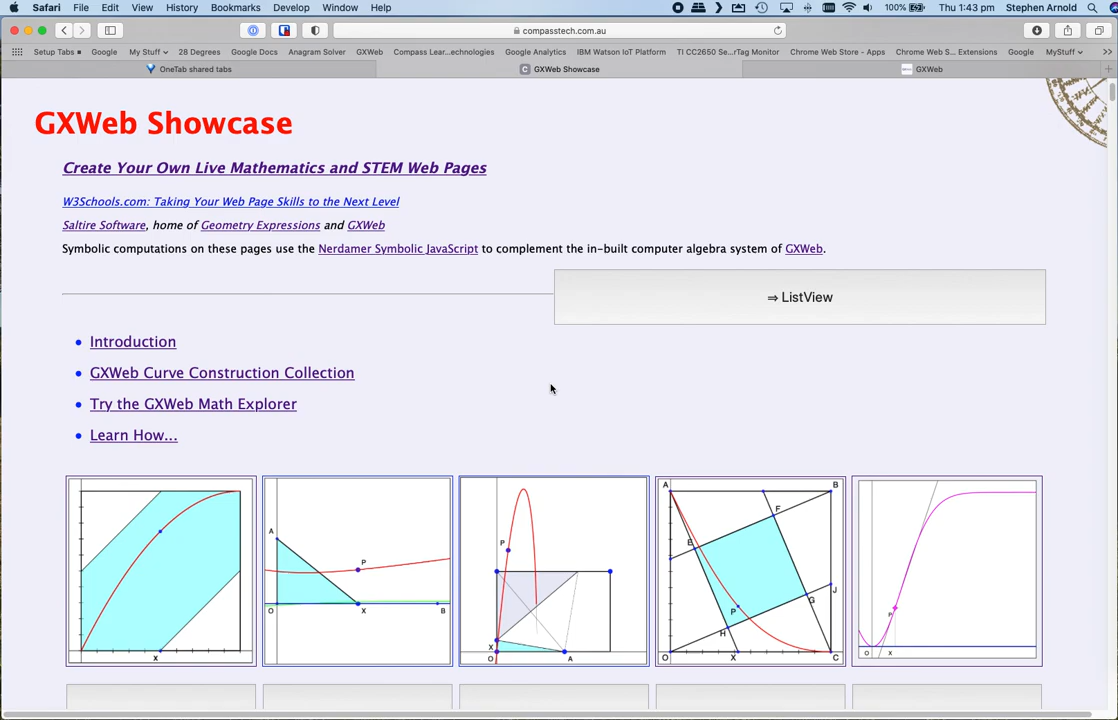 Safari File Edit View History Bookmarks Develop Window Help 100% Thu 1:43 pm Stephen Arnold
compasstech.com.au
Setup Tabs Google My Stuff 28 Degrees Google Docs Anagram Solver GXWeb Compass Lear...echnologies Google Analytics IBM Watson IoT Platform TI CC2650 Se...rTag Monitor Chrome Web Store - Apps Chrome Web S... Extensions Google MyStuff >>
OneTab shared tabs C GXWeb Showcase GXWeb
GXWeb Showcase
Create Your Own Live Mathematics and STEM Web Pages
W3Schools.com: Taking Your Web Page Skills to the Next Level
Saltire Software, home of Geometry Expressions and GXWeb
Symbolic computations on these pages use the Nerdamer Symbolic JavaScript to complement the in-built computer algebra system of GXWeb.
⇒ ListView
• Introduction
• GXWeb Curve Construction Collection
• Try the GXWeb Math Explorer
• Learn How...
X
A P O X B
P X O A
A B F E J G P H O X C
P O X